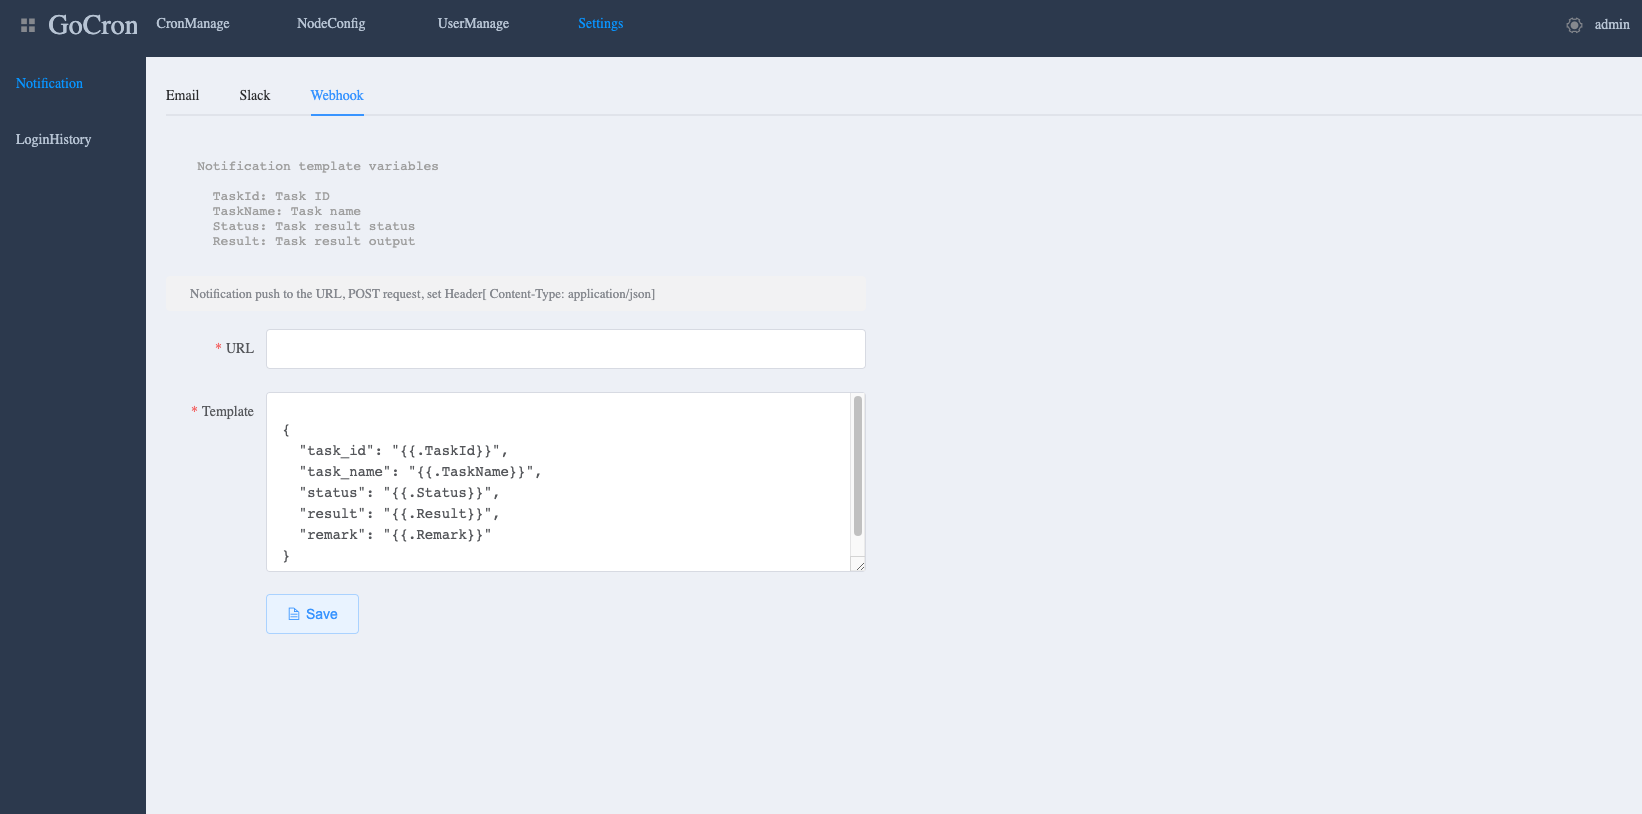 GoCron
CronManage
NodeConfig
UserManage
Settings
admin
Notification
LoginHistory
Email
Slack
Webhook
Notification template variables
TaskId: Task ID
TaskName: Task name
Status: Task result status
Result: Task result output
Notification push to the URL, POST request, set Header[ Content-Type: application/json]
* URL
* Template
{
"task_id": "{{.TaskId}}",
"task_name": "{{.TaskName}}",
"status": "{{.Status}}",
"result": "{{.Result}}",
"remark": "{{.Remark}}"
}
Save